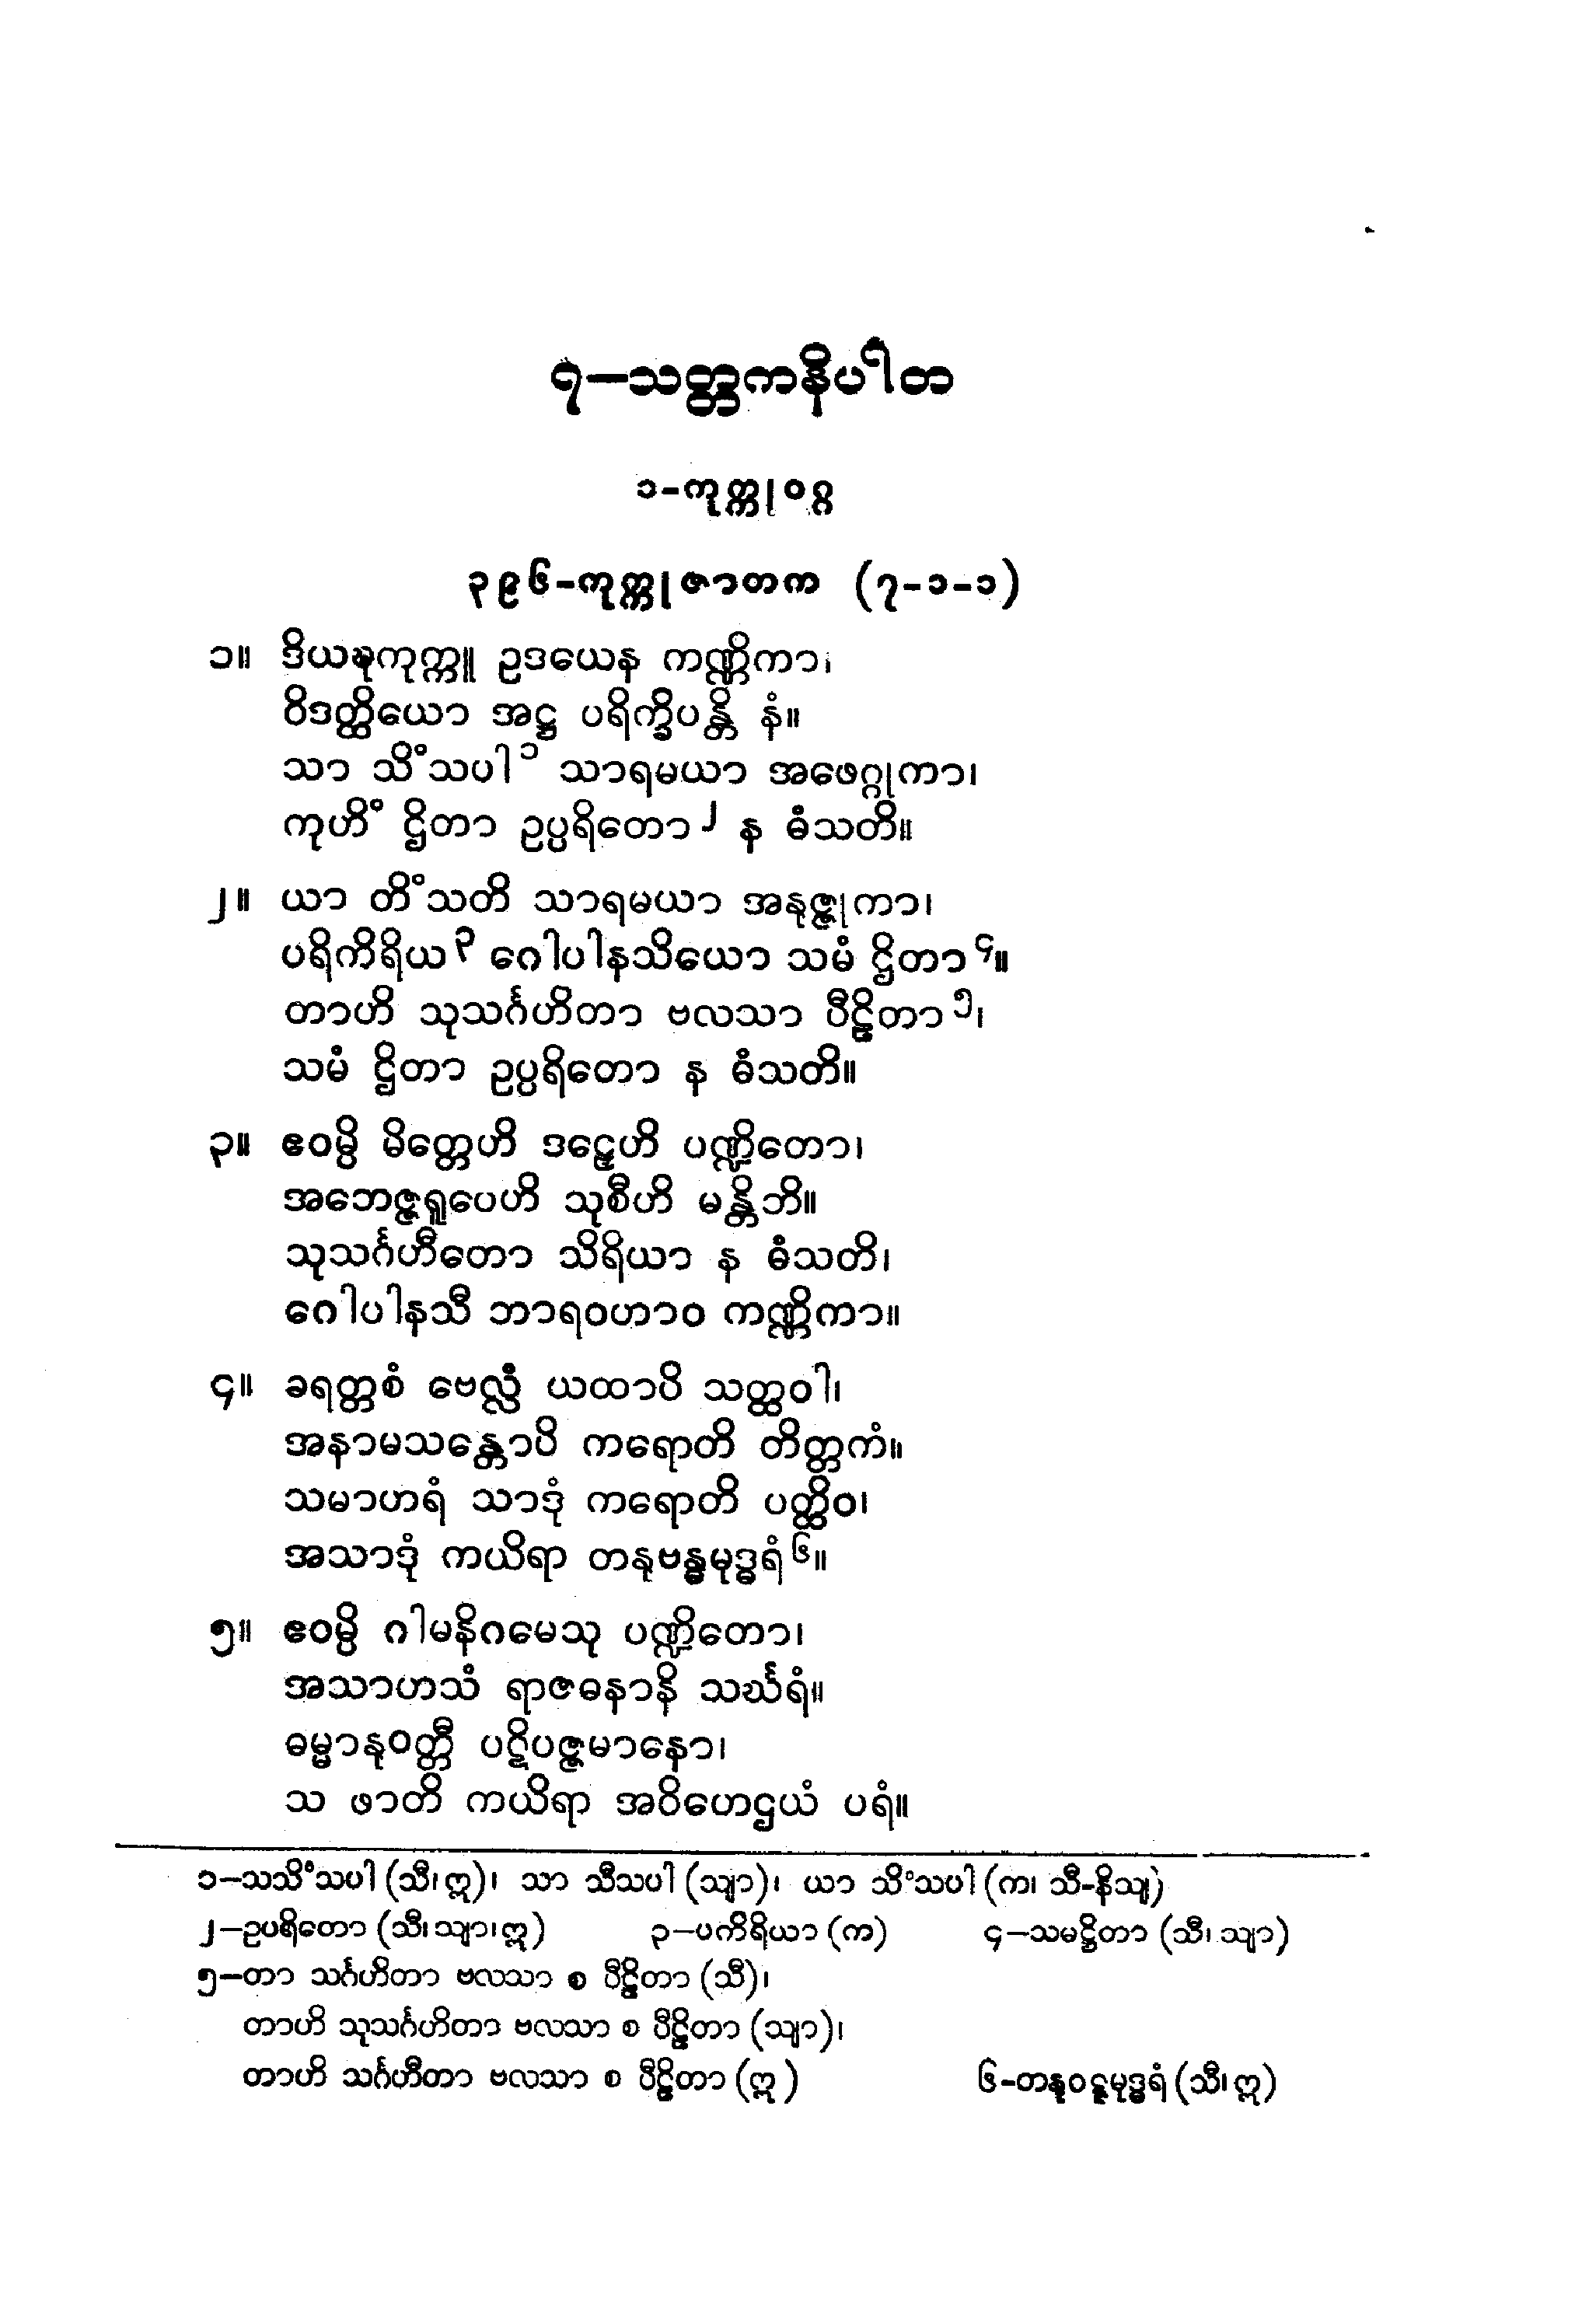 ၇–သတ္တကနိပါတ
၁-ကုက္ကုဝဂ္ဂ
၃၉၆-ကုက္ကုဇာတက (၇-၁-၁)
၁။ ဒိယဍ္ဎကုက္ကူ ဥဒယေန ကဏ္ဏိကာ၊
ဝိဒတ္ထိယော အဋ္ဌ ပရိက္ခိပန္တိ နံ။
သာ သိံသပါ၁ သာရမယာ အဖေဂ္ဂုကာ၊
ကုဟိံ ဌိတာ ဥပ္ပရိတော၂ န ဓံသတိ။
၂။ ယာ တိံသတိ သာရမယာ အနုဇ္ဇုကာ၊
ပရိကိရိယ၃ ဂေါပါနသိယော သမံ ဌိတာ၄။
တာဟိ သုသင်္ဂဟိတာ ဗလသာ ပီဠိတာ၅၊
သမံ ဌိတာ ဥပ္ပရိတော န ဓံသတိ။
၃။ ဧဝမ္ပိ မိတ္တေဟိ ဒဠှေဟိ ပဏ္ဍိတော၊
အဘေဇ္ဇရူပေဟိ သုစီဟိ မန္တိဘိ။
သုသင်္ဂဟီတော သိရိယာ န ဓံသတိ၊
ဂေါပါနသီ ဘာရဝဟာဝ ကဏ္ဏိကာ။
၄။ ခရတ္တစံ ဗေလ္လံ ယထာပိ သတ္ထဝါ၊
အနာမသန္တောပိ ကရောတိ တိတ္တကံ။
သမာဟရံ သာဒုံ ကရောတိ ပတ္ထိဝ၊
အသာဒုံ ကယိရာ တနုဗန္ဓမုဒ္ဓရံ၆။
၅။ ဧဝမ္ပိ ဂါမနိဂမေသု ပဏ္ဍိတော၊
အသာဟသံ ရာဇဓနာနိ သင်္ဃရံ။
ဓမ္မာနုဝတ္တီ ပဋိပဇ္ဇမာနော၊
သ ဖာတိ ကယိရာ အဝိဟေဌယံ ပရံ။
၁–သသိံသပါ (သီ၊ဣ)၊ သာ သီသပါ (သျာ)၊ ယာ သိံသပါ (က၊ သီ-နိသျ)
၂–ဥပရိတော (သီ၊သျာ၊ဣ) ၃–ပကိရိယာ (က) ၄–သမဋ္ဌိတာ (သီ၊ သျာ)
၅–တာ သင်္ဂဟိတာ ဗလသာ စ ပီဠိတာ (သီ)၊
တာဟိ သုသင်္ဂဟိတာ ဗလသာ စ ပီဠိတာ (သျာ)၊
တာဟိ သင်္ဂဟီတာ ဗလသာ စ ပီဠိတာ (ဣ) ၆-တနုဝဋ္ဋမုဒ္ဓရံ (သီ၊ဣ)